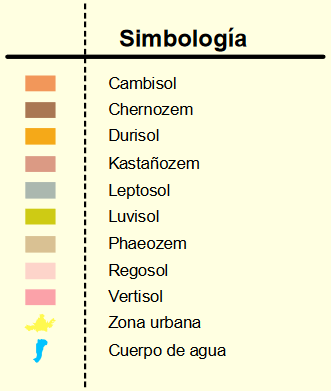 Simbología
Cambisol
Chernozem
Durisol
Kastañozem
Leptosol
Luvisol
Phaeozem
Regosol
Vertisol
Zona urbana
Cuerpo de agua